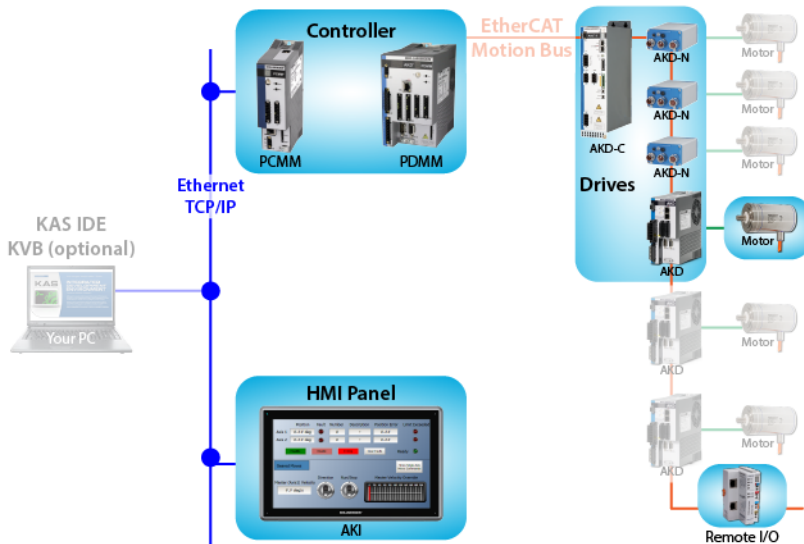 Controller
PCMM
PDMM
EtherCAT
Motion Bus
AKD-C
AKD-N
AKD-N
AKD-N
Drives
AKD
Motor
Motor
Motor
Motor
Ethernet
TCP/IP
KAS IDE
KVB (optional)
KAS
Your PC
AKD
Motor
AKD
Motor
HMI Panel
AKI
Remote I/O